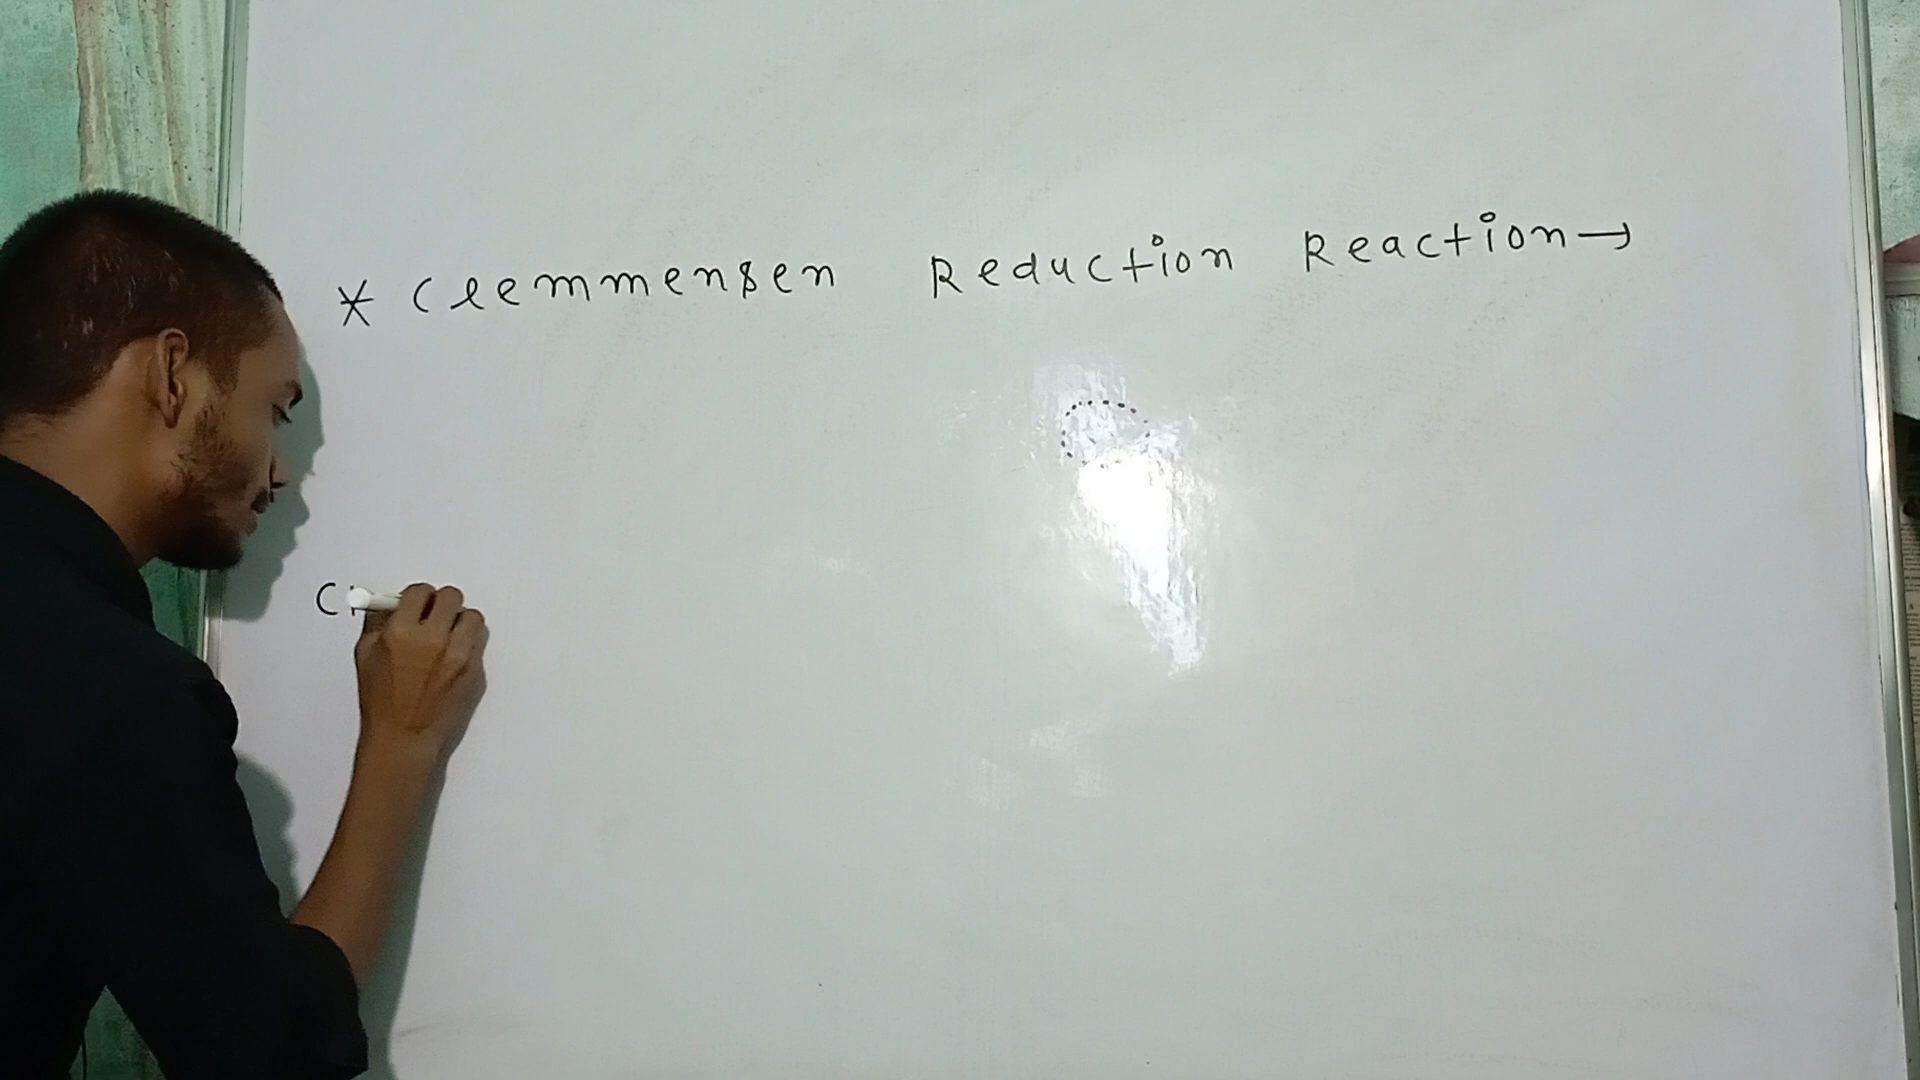 * Clemmensen Reduction Reaction →
C